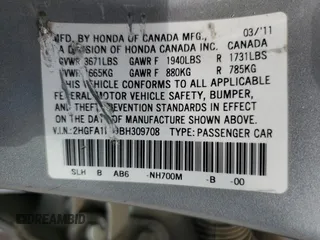 MFD. BY HONDA OF CANADA MFG., 03/'11
A DIVISION OF HONDA CANADA INC. CANADA
GVWR 3671LBS GAWR F 1940LBS R 1731LBS
GVWR 1665KG GAWR F 880KG R 785KG
THIS VEHICLE CONFORMS TO ALL APPLICABLE
FEDERAL MOTOR VEHICLE SAFETY, BUMPER,
AND THEFT PREVENTION STANDARDS IN EFFECT
ON THE DATE OF MANUFACTURE SHOWN ABOVE.
V.I.N.: TYPE: PASSENGER CAR
SLH B AB6 -NH700M -B -00
DREAMBID